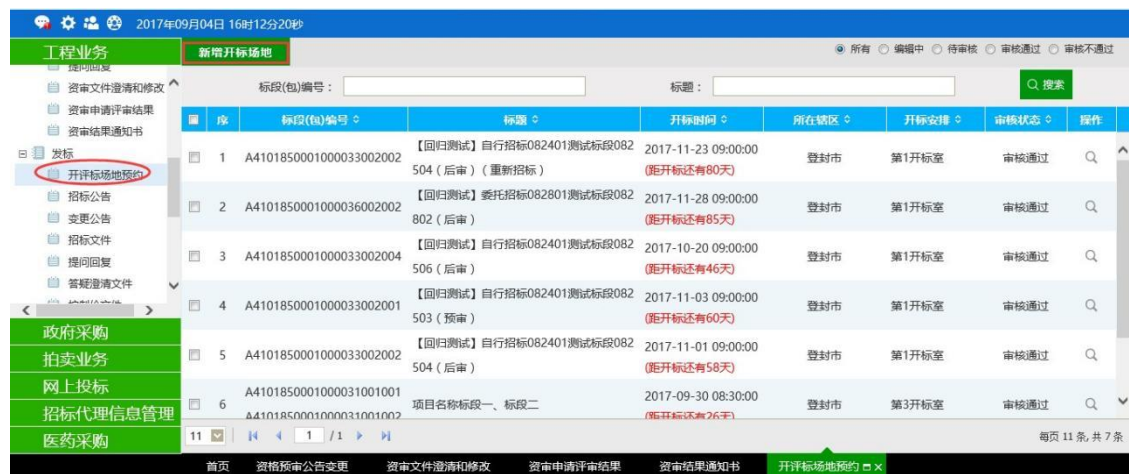 2017年09月04日 16时12分20秒
工程业务
新增开标场地
所有 编辑中 待审核 审核通过 审核不通过
提问回复
资审文件澄清和修改
资审申请评审结果
资审结果通知书
发标
开评标场地预约
招标公告
变更公告
招标文件
提问回复
答疑澄清文件
控制价文件
政府采购
拍卖业务
网上投标
招标代理信息管理
医药采购
标段(包)编号： 标题： 搜索
序 标段(包)编号 标题 开标时间 所在辖区 开标安排 审核状态 操作
1 A4101850001000033002002 【回归测试】自行招标082401测试标段082 2017-11-23 09:00:00 登封市 第1开标室 审核通过
504（后审）（重新招标） (距开标还有80天)
2 A4101850001000036002002 【回归测试】委托招标082801测试标段082 2017-11-28 09:00:00 登封市 第1开标室 审核通过
802（后审） (距开标还有85天)
3 A4101850001000033002004 【回归测试】自行招标082401测试标段082 2017-10-20 09:00:00 登封市 第1开标室 审核通过
506（后审） (距开标还有46天)
4 A4101850001000033002001 【回归测试】自行招标082401测试标段082 2017-11-03 09:00:00 登封市 第1开标室 审核通过
503（预审） (距开标还有60天)
5 A4101850001000033002002 【回归测试】自行招标082401测试标段082 2017-11-01 09:00:00 登封市 第1开标室 审核通过
504（后审） (距开标还有58天)
6 A4101850001000031001001 项目名称标段一、标段二 2017-09-30 08:30:00 登封市 第3开标室 审核通过
A4101850001000031001002 (距开标还有26天)
11 1 /1 每页 11 条, 共 7 条
首页 资格预审公告变更 资审文件澄清和修改 资审申请评审结果 资审结果通知书 开评标场地预约